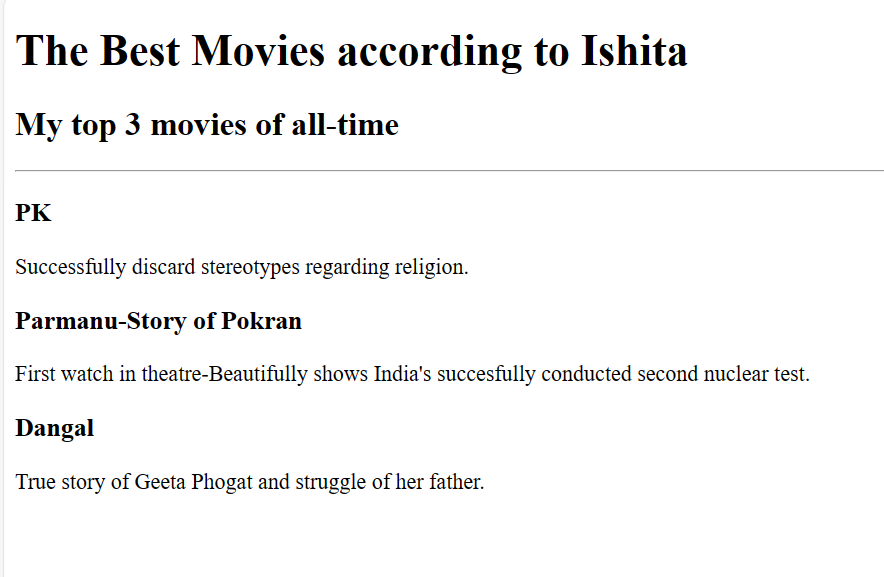 The Best Movies according to Ishita
My top 3 movies of all-time
PK
Successfully discard stereotypes regarding religion.
Parmanu-Story of Pokran
First watch in theatre-Beautifully shows India's succesfully conducted second nuclear test.
Dangal
True story of Geeta Phogat and struggle of her father.